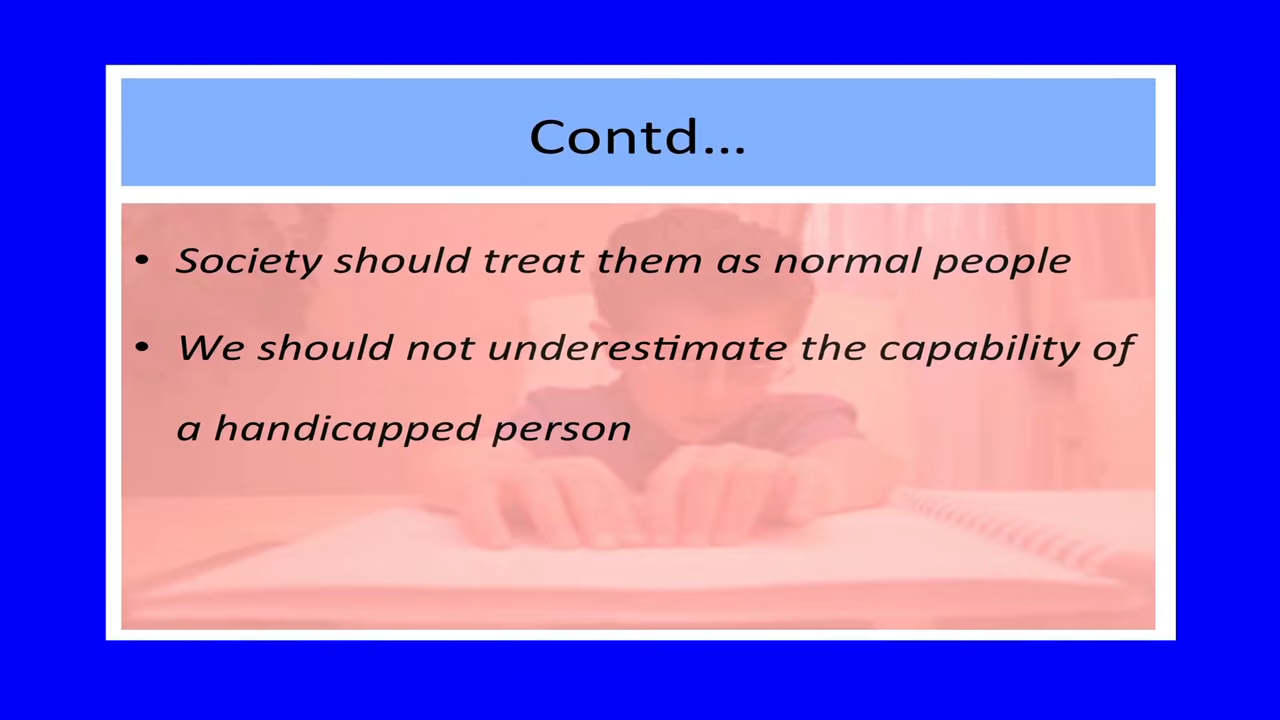 Contd...
• Society should treat them as normal people
• We should not underestimate the capability of
a handicapped person